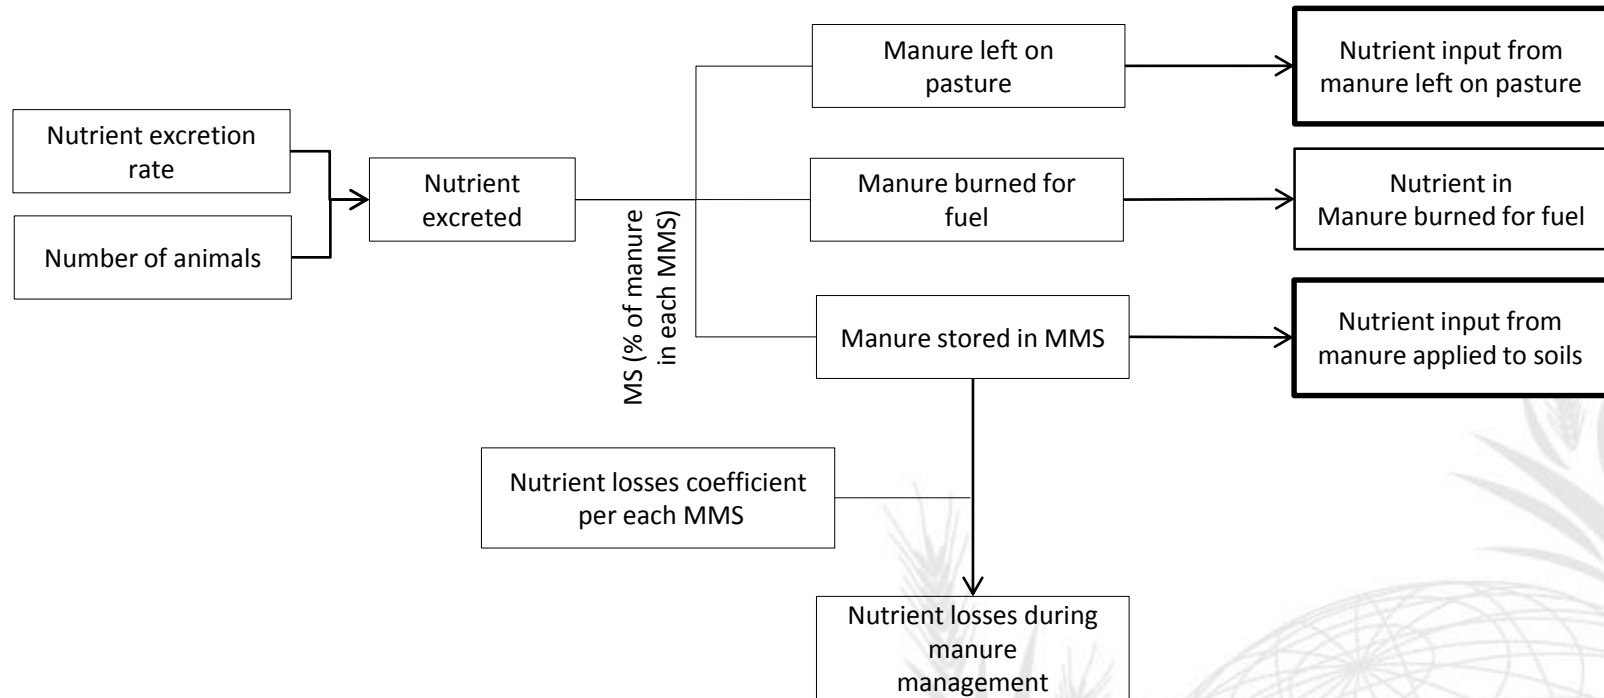 Nutrient excretion
rate
Number of animals
Nutrient
excreted
MS (% of manure
in each MMS)
Manure left on
pasture
Nutrient input from
manure left on pasture
Manure burned for
fuel
Nutrient in
Manure burned for fuel
Manure stored in MMS
Nutrient input from
manure applied to soils
Nutrient losses coefficient
per each MMS
Nutrient losses during
manure
management